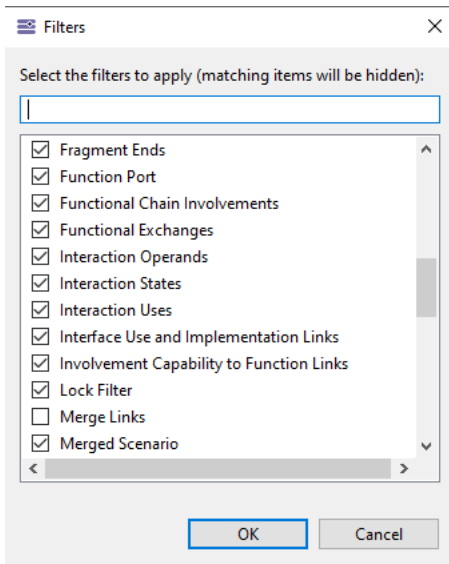 Filters
Select the filters to apply (matching items will be hidden):
Fragment Ends
Function Port
Functional Chain Involvements
Functional Exchanges
Interaction Operands
Interaction States
Interaction Uses
Interface Use and Implementation Links
Involvement Capability to Function Links
Lock Filter
Merge Links
Merged Scenario
OK Cancel